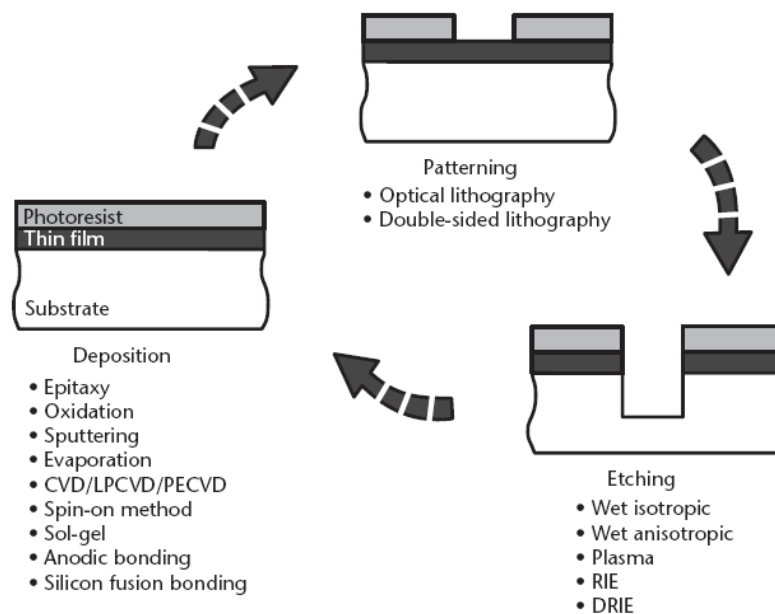 Patterning
• Optical lithography
• Double-sided lithography
Photoresist
Thin film
Substrate
Deposition
• Epitaxy
• Oxidation
• Sputtering
• Evaporation
• CVD/LPCVD/PECVD
• Spin-on method
• Sol-gel
• Anodic bonding
• Silicon fusion bonding
Etching
• Wet isotropic
• Wet anisotropic
• Plasma
• RIE
• DRIE